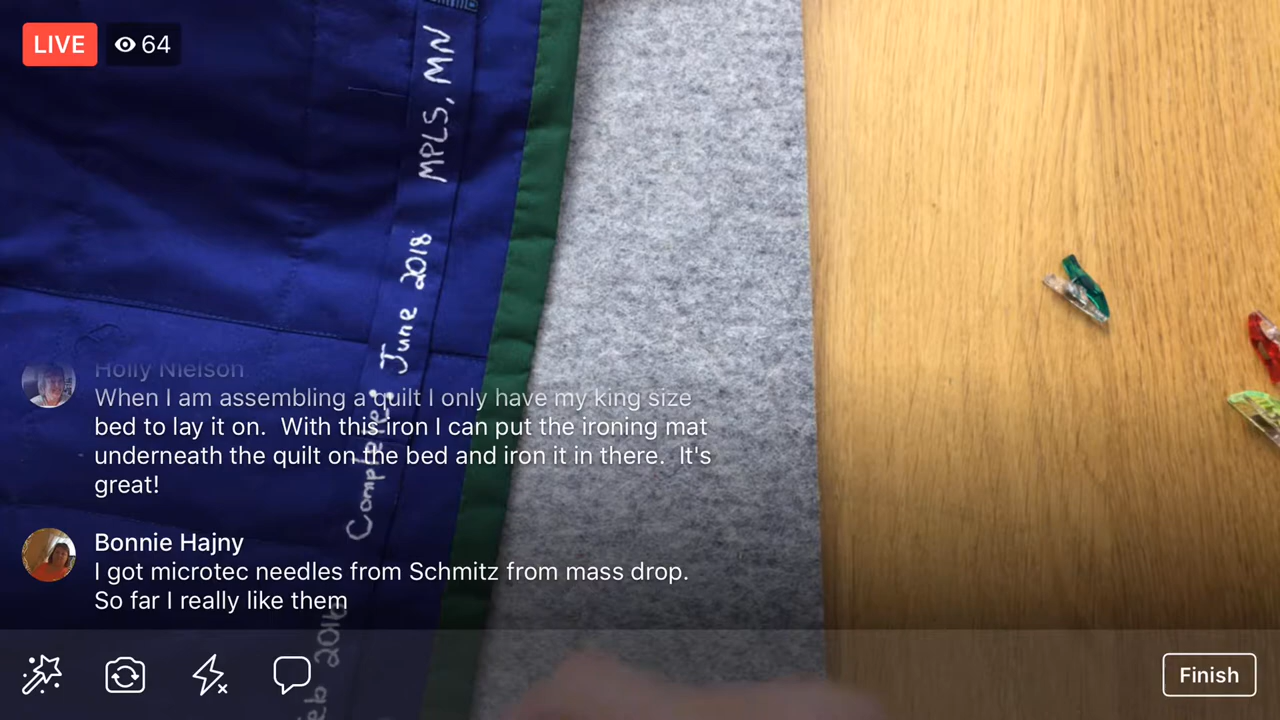 LIVE
64
MPLS, MN
June 2018
Holly Nielson
When I am assembling a quilt I only have my king size
bed to lay it on.  With this iron I can put the ironing mat
underneath the quilt on the bed and iron it in there.  It's
great!
Bonnie Hajny
I got microtec needles from Schmitz from mass drop.
So far I really like them
Finish